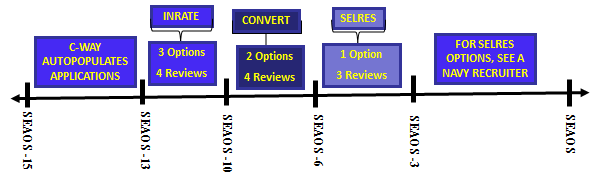 INRATE
CONVERT
SELRES
C-WAY
AUTOPOPULATES
APPLICATIONS
3 Options
4 Reviews
2 Options
4 Reviews
1 Option
3 Reviews
FOR SELRES
OPTIONS, SEE A
NAVY RECRUITER
SEAOS -15
SEAOS -13
SEAOS -10
SEAOS -6
SEAOS -3
SEAOS